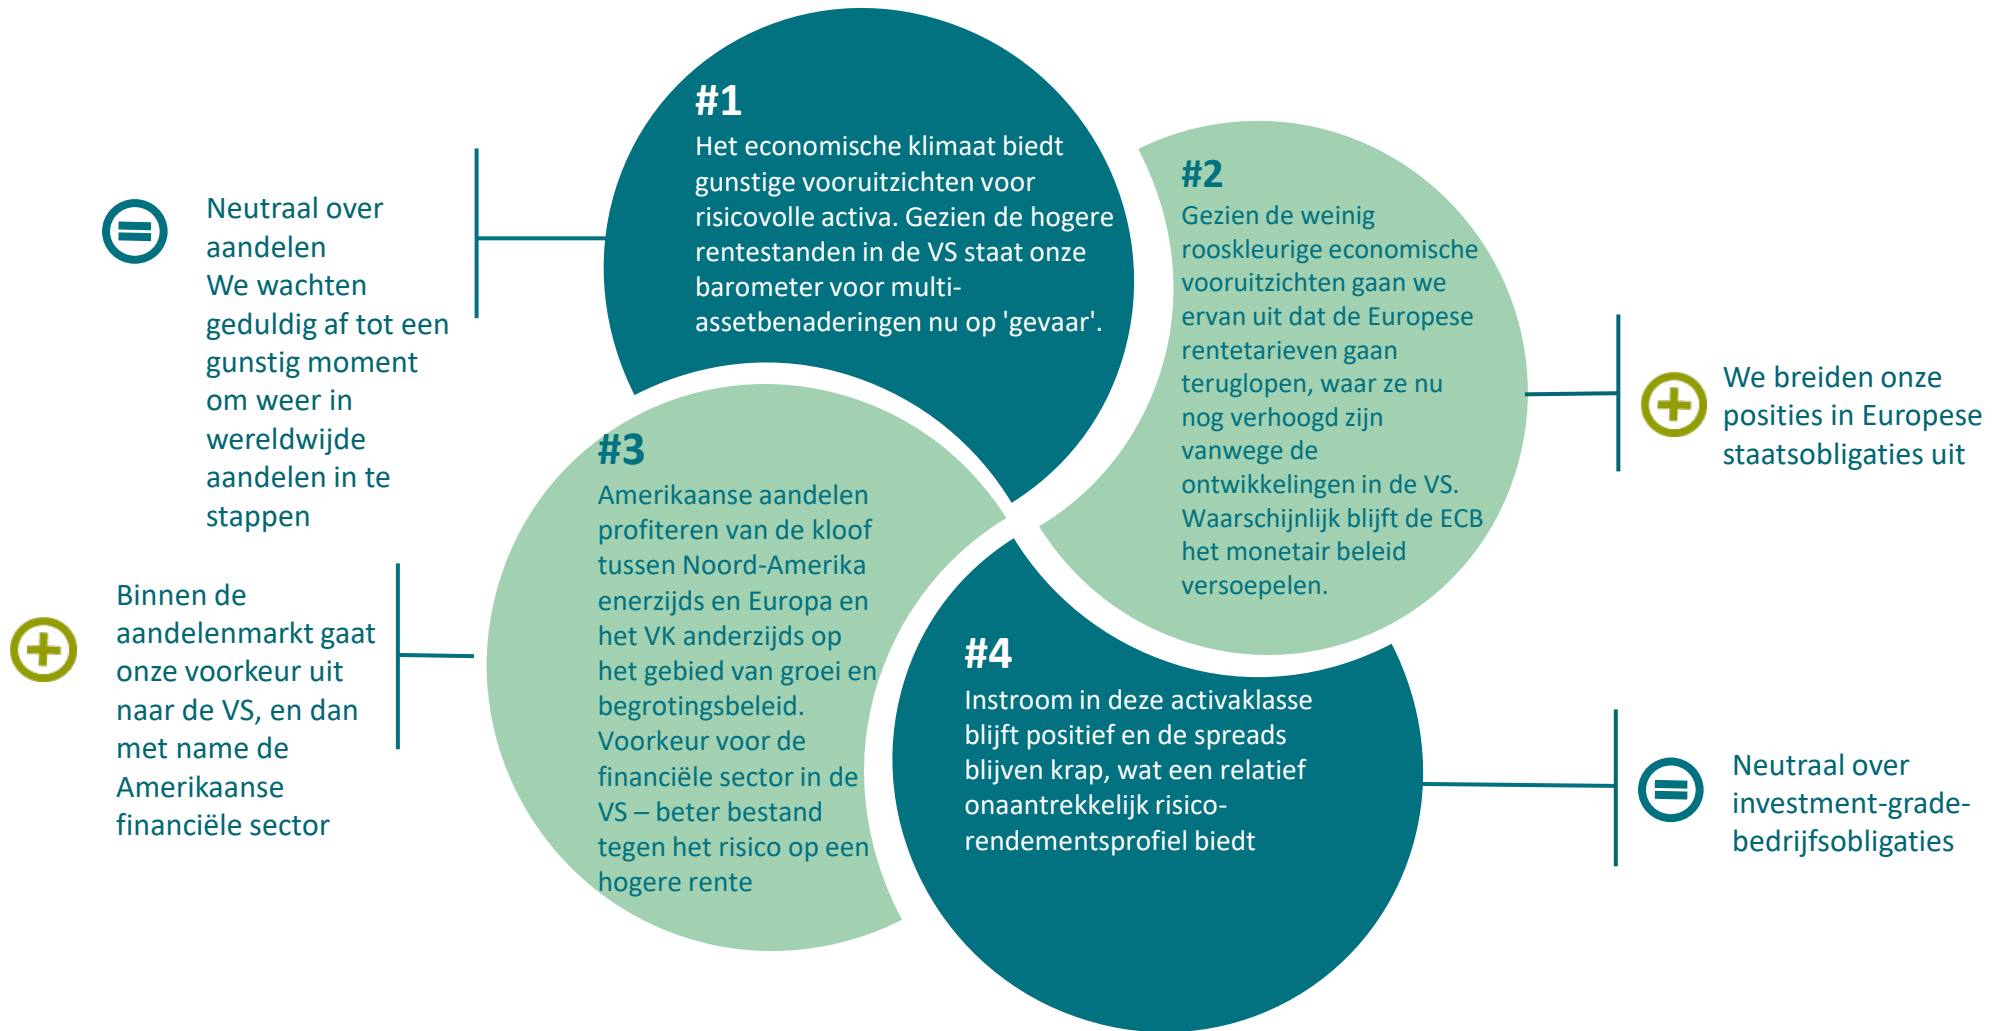 #1
Het economische klimaat biedt
gunstige vooruitzichten voor
risicovolle activa. Gezien de hogere
rentestanden in de VS staat onze
barometer voor multi-
assetbenaderingen nu op 'gevaar'.
Neutraal over
aandelen
We wachten
geduldig af tot een
gunstig moment
om weer in
wereldwijde
aandelen in te
stappen
#2
Gezien de weinig
rooskleurige economische
vooruitzichten gaan we
ervan uit dat de Europese
rentetarieven gaan
teruglopen, waar ze nu
nog verhoogd zijn
vanwege de
ontwikkelingen in de VS.
Waarschijnlijk blijft de ECB
het monetair beleid
versoepelen.
We breiden onze
posities in Europese
staatsobligaties uit
#3
Amerikaanse aandelen
profiteren van de kloof
tussen Noord-Amerika
enerzijds en Europa en
het VK anderzijds op
het gebied van groei en
begrotingsbeleid.
Voorkeur voor de
financiële sector in de
VS – beter bestand
tegen het risico op een
hogere rente
Binnen de
aandelenmarkt gaat
onze voorkeur uit
naar de VS, en dan
met name de
Amerikaanse
financiële sector
#4
Instroom in deze activaklasse
blijft positief en de spreads
blijven krap, wat een relatief
onaantrekkelijk risico-
rendementsprofiel biedt
Neutraal over
investment-grade-
bedrijfsobligaties